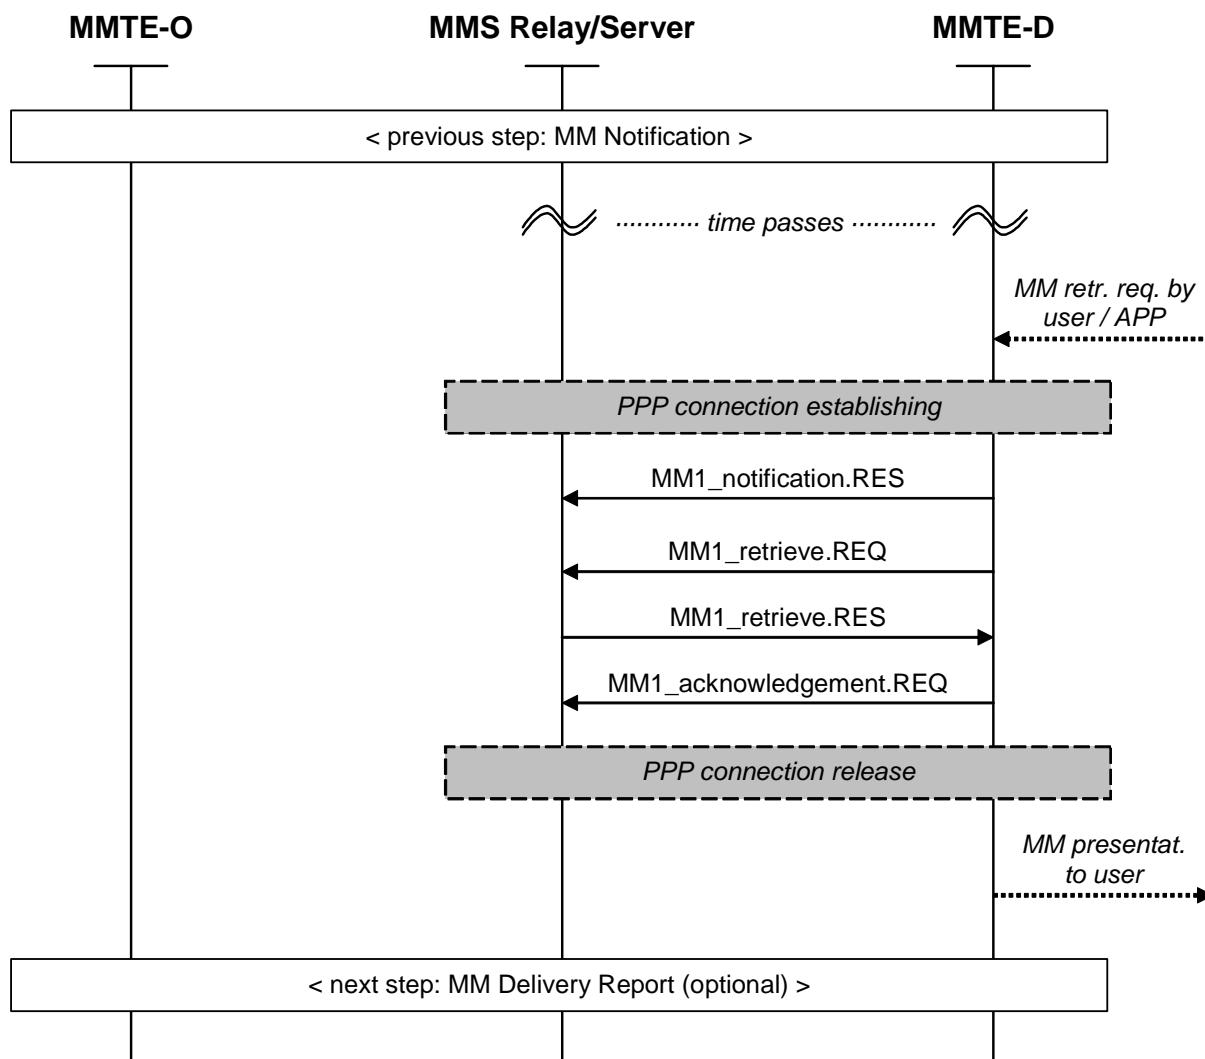 MMTE-O MMS Relay/Server MMTE-D
< previous step: MM Notification >
............ time passes ............
MM retr. req. by
user / APP
PPP connection establishing
MM1_notification.RES
MM1_retrieve.REQ
MM1_retrieve.RES
MM1_acknowledgement.REQ
PPP connection release
MM presentat.
to user
< next step: MM Delivery Report (optional) >